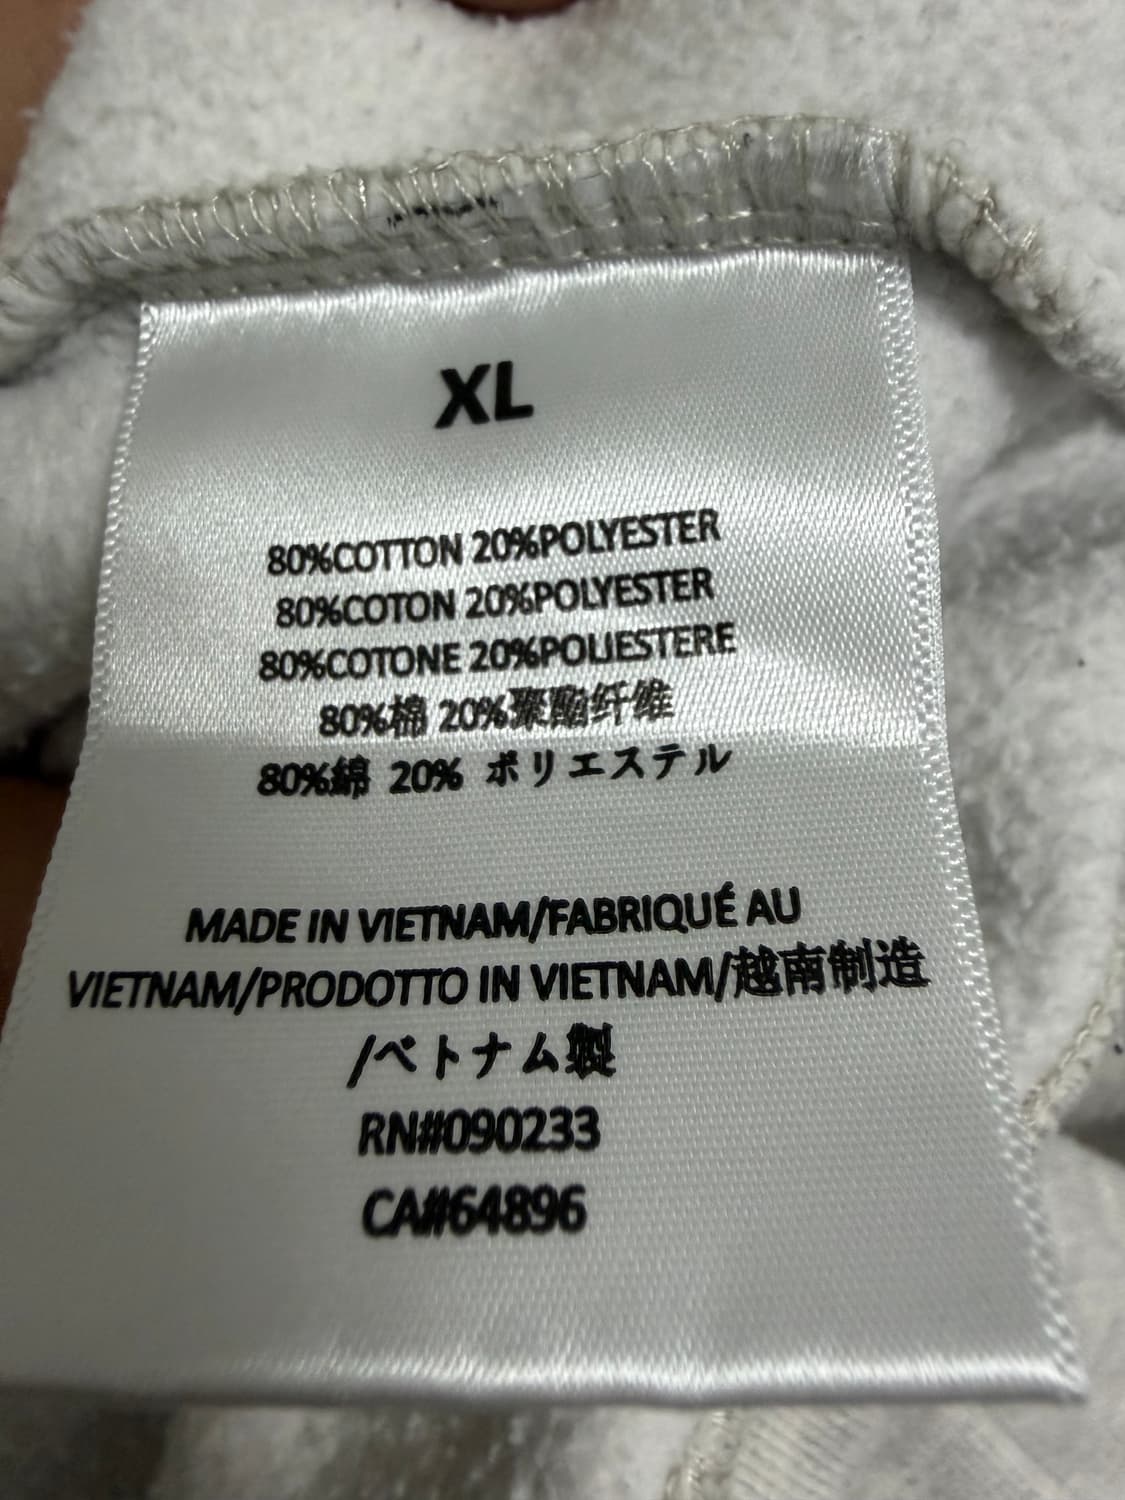 XL
80%COTTON 20%POLYESTER
80%COTON 20%POLYESTER
80%COTONE 20%POLIESTERE
80%棉 20%聚酯纤维
80%綿 20% ポリエステル
MADE IN VIETNAM/FABRIQUÉ AU
VIETNAM/PRODOTTO IN VIETNAM/越南制造
/ベトナム製
RN#090233
CA#64896